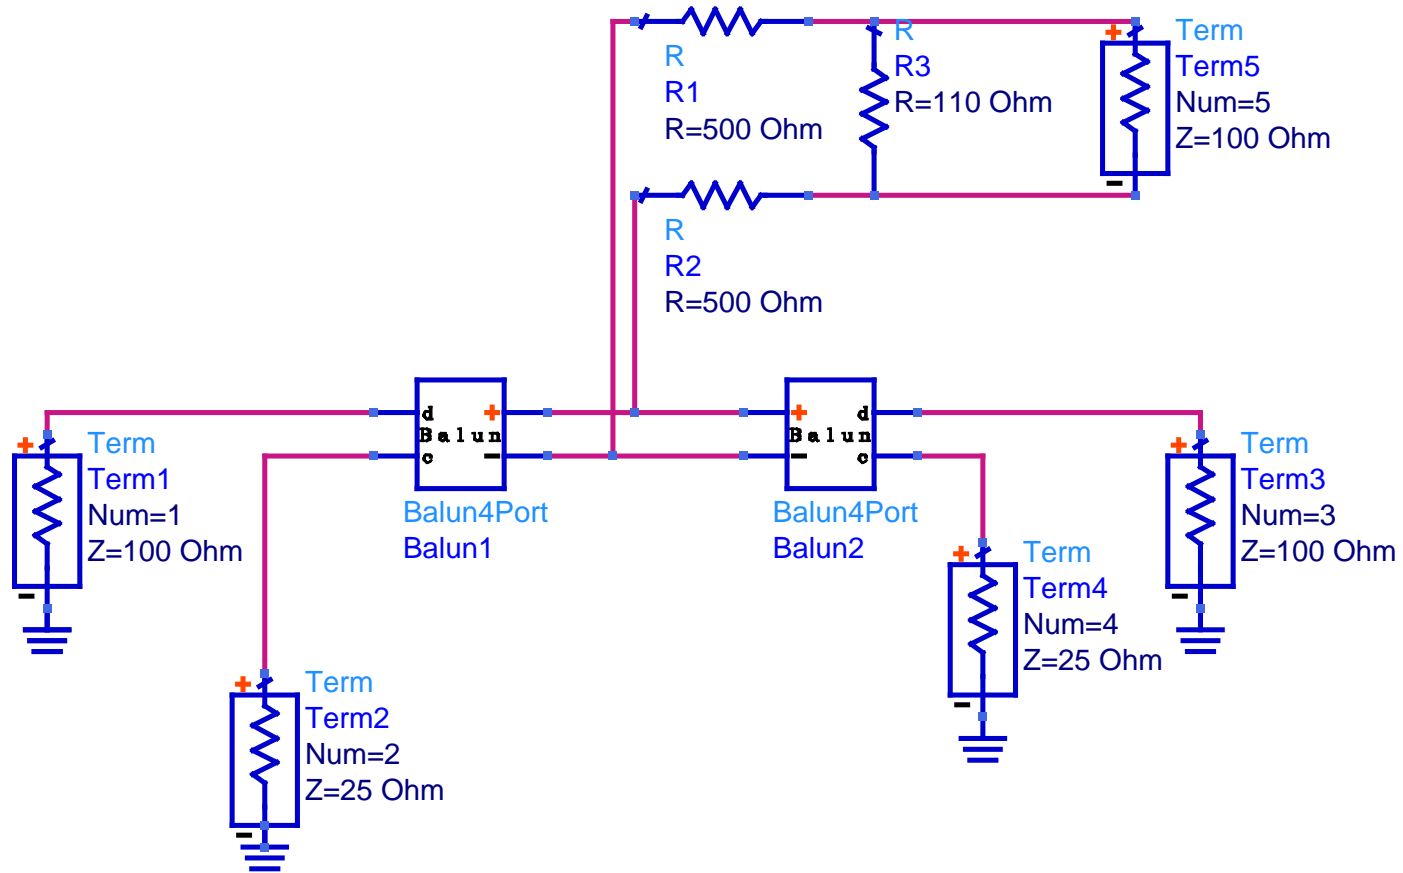 R
R1
R=500 Ohm
R
R3
R=110 Ohm
+
Term
Term5
Num=5
Z=100 Ohm
-
R
R2
R=500 Ohm
d +
Balun
c -
Balun4Port
Balun1
+ d
Balun
- c
Balun4Port
Balun2
+
Term
Term1
Num=1
Z=100 Ohm
-
+
Term
Term3
Num=3
Z=100 Ohm
-
+
Term
Term4
Num=4
Z=25 Ohm
-
+
Term
Term2
Num=2
Z=25 Ohm
-